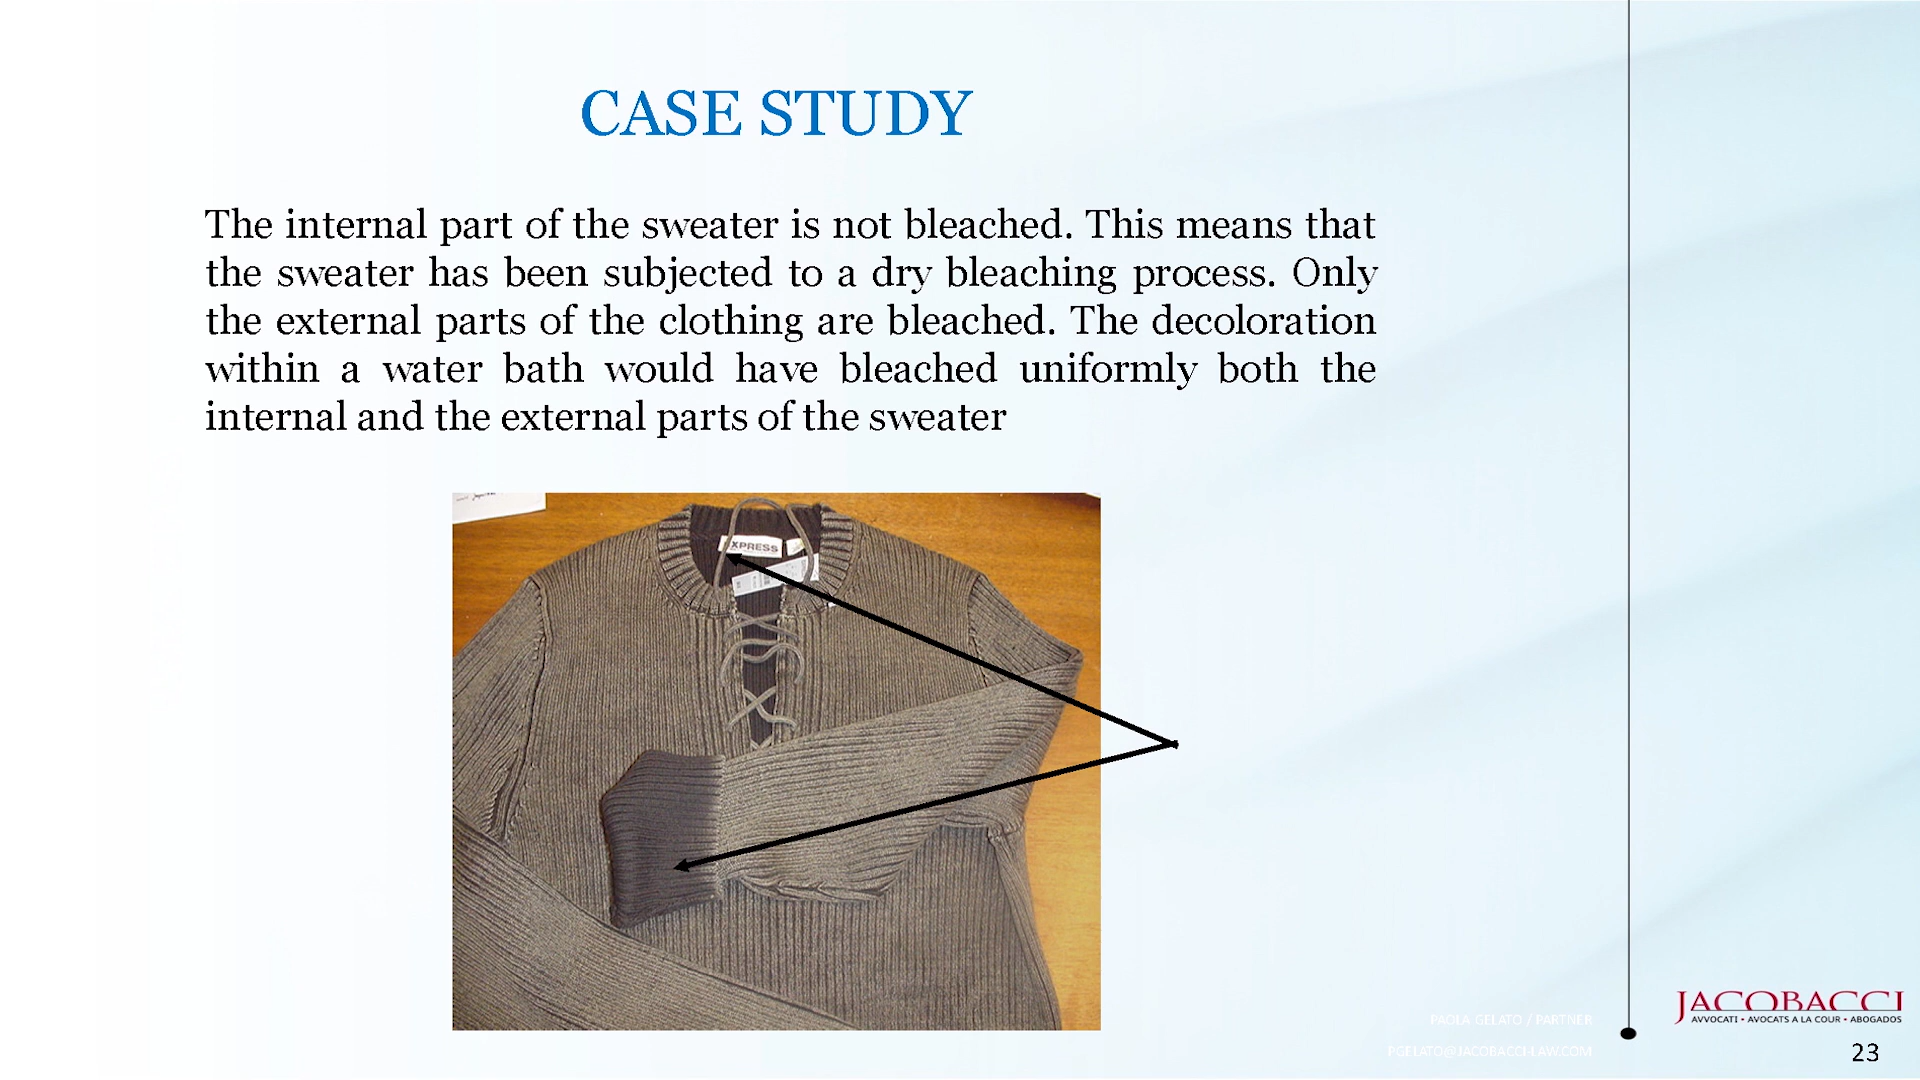 CASE STUDY
The internal part of the sweater is not bleached. This means that
the sweater has been subjected to a dry bleaching process. Only
the external parts of the clothing are bleached. The decoloration
within a water bath would have bleached uniformly both the
internal and the external parts of the sweater
EXPRESS
PAOLA GELATO / PARTNER
PGELATO@JACOBACCI-LAW.COM
JACOBACCI
AVVOCATI • AVOCATS A LA COUR • ABOGADOS
23